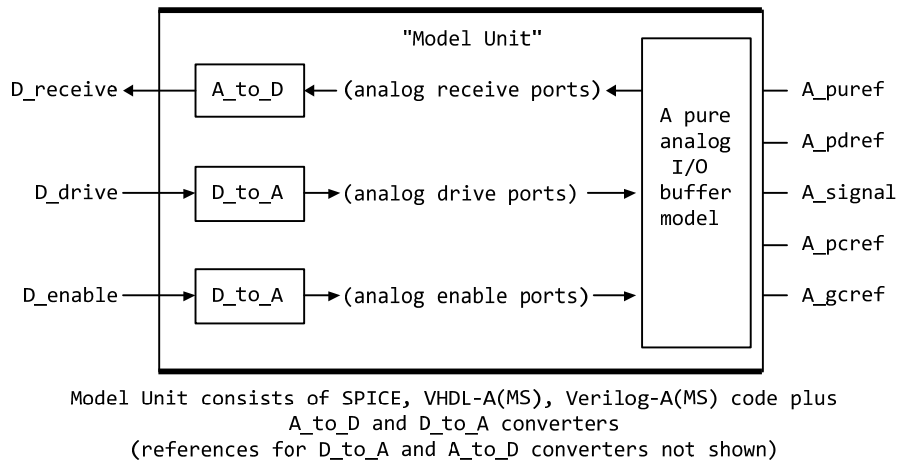 "Model Unit"
D_receive A_to_D (analog receive ports) A_puref
A pure
analog
I/O
buffer
model
A_pdref
D_drive D_to_A (analog drive ports) A_signal
A_pcref
D_enable D_to_A (analog enable ports) A_gcref
Model Unit consists of SPICE, VHDL-A(MS), Verilog-A(MS) code plus
A_to_D and D_to_A converters
(references for D_to_A and A_to_D converters not shown)